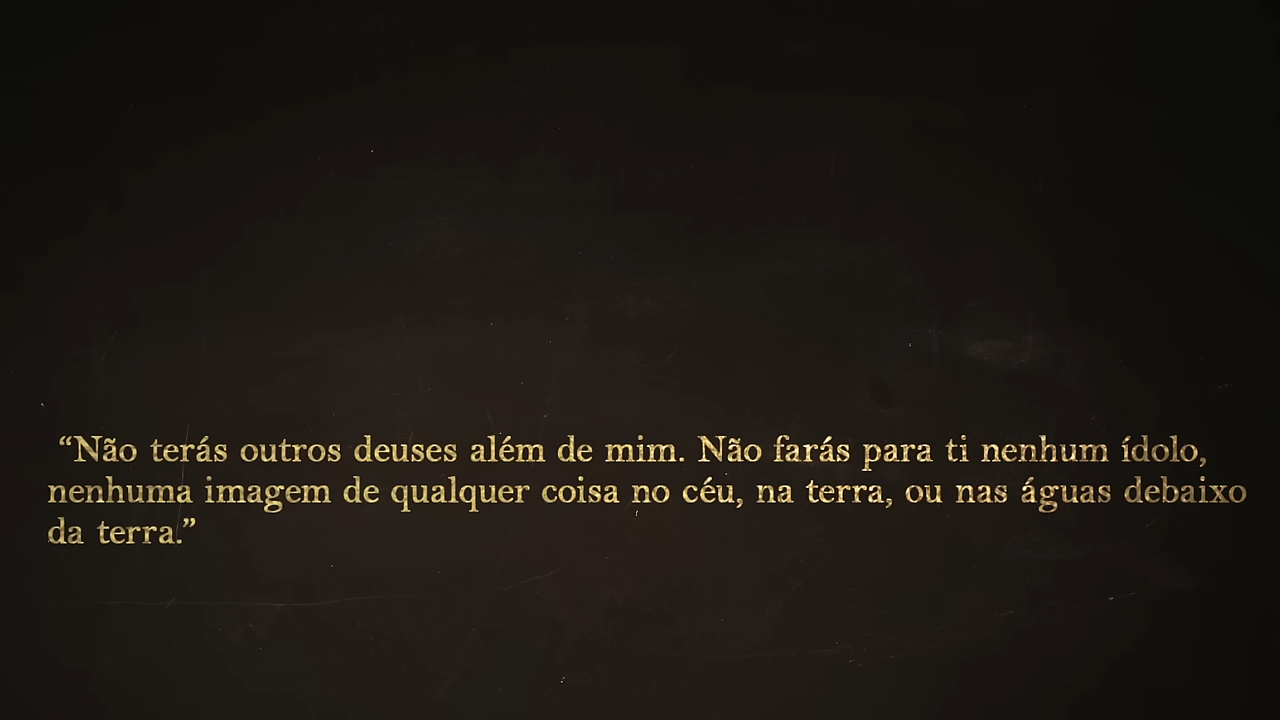 “Não terás outros deuses além de mim. Não farás para ti nenhum ídolo,
nenhuma imagem de qualquer coisa no céu, na terra, ou nas águas debaixo
da terra.”